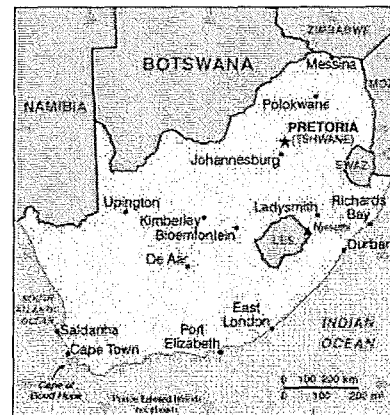 ZIMBABWE
BOTSWANA
Messina
MOZ
NAMIBIA
Polokwane
PRETORIA
(TSHWANE)
Johannesburg
SWAZ.
Upington
Ladysmith
Richards
Bay
Kimberley
Bloemfontein
LES.
Durban
De Aar
SOUTH
ATLANTIC
OCEAN
East
London
INDIAN
OCEAN
Saldanha
Port
Elizabeth
Cape Town
Cape of
Good Hope
0 100 200 km
0 100 200 mi